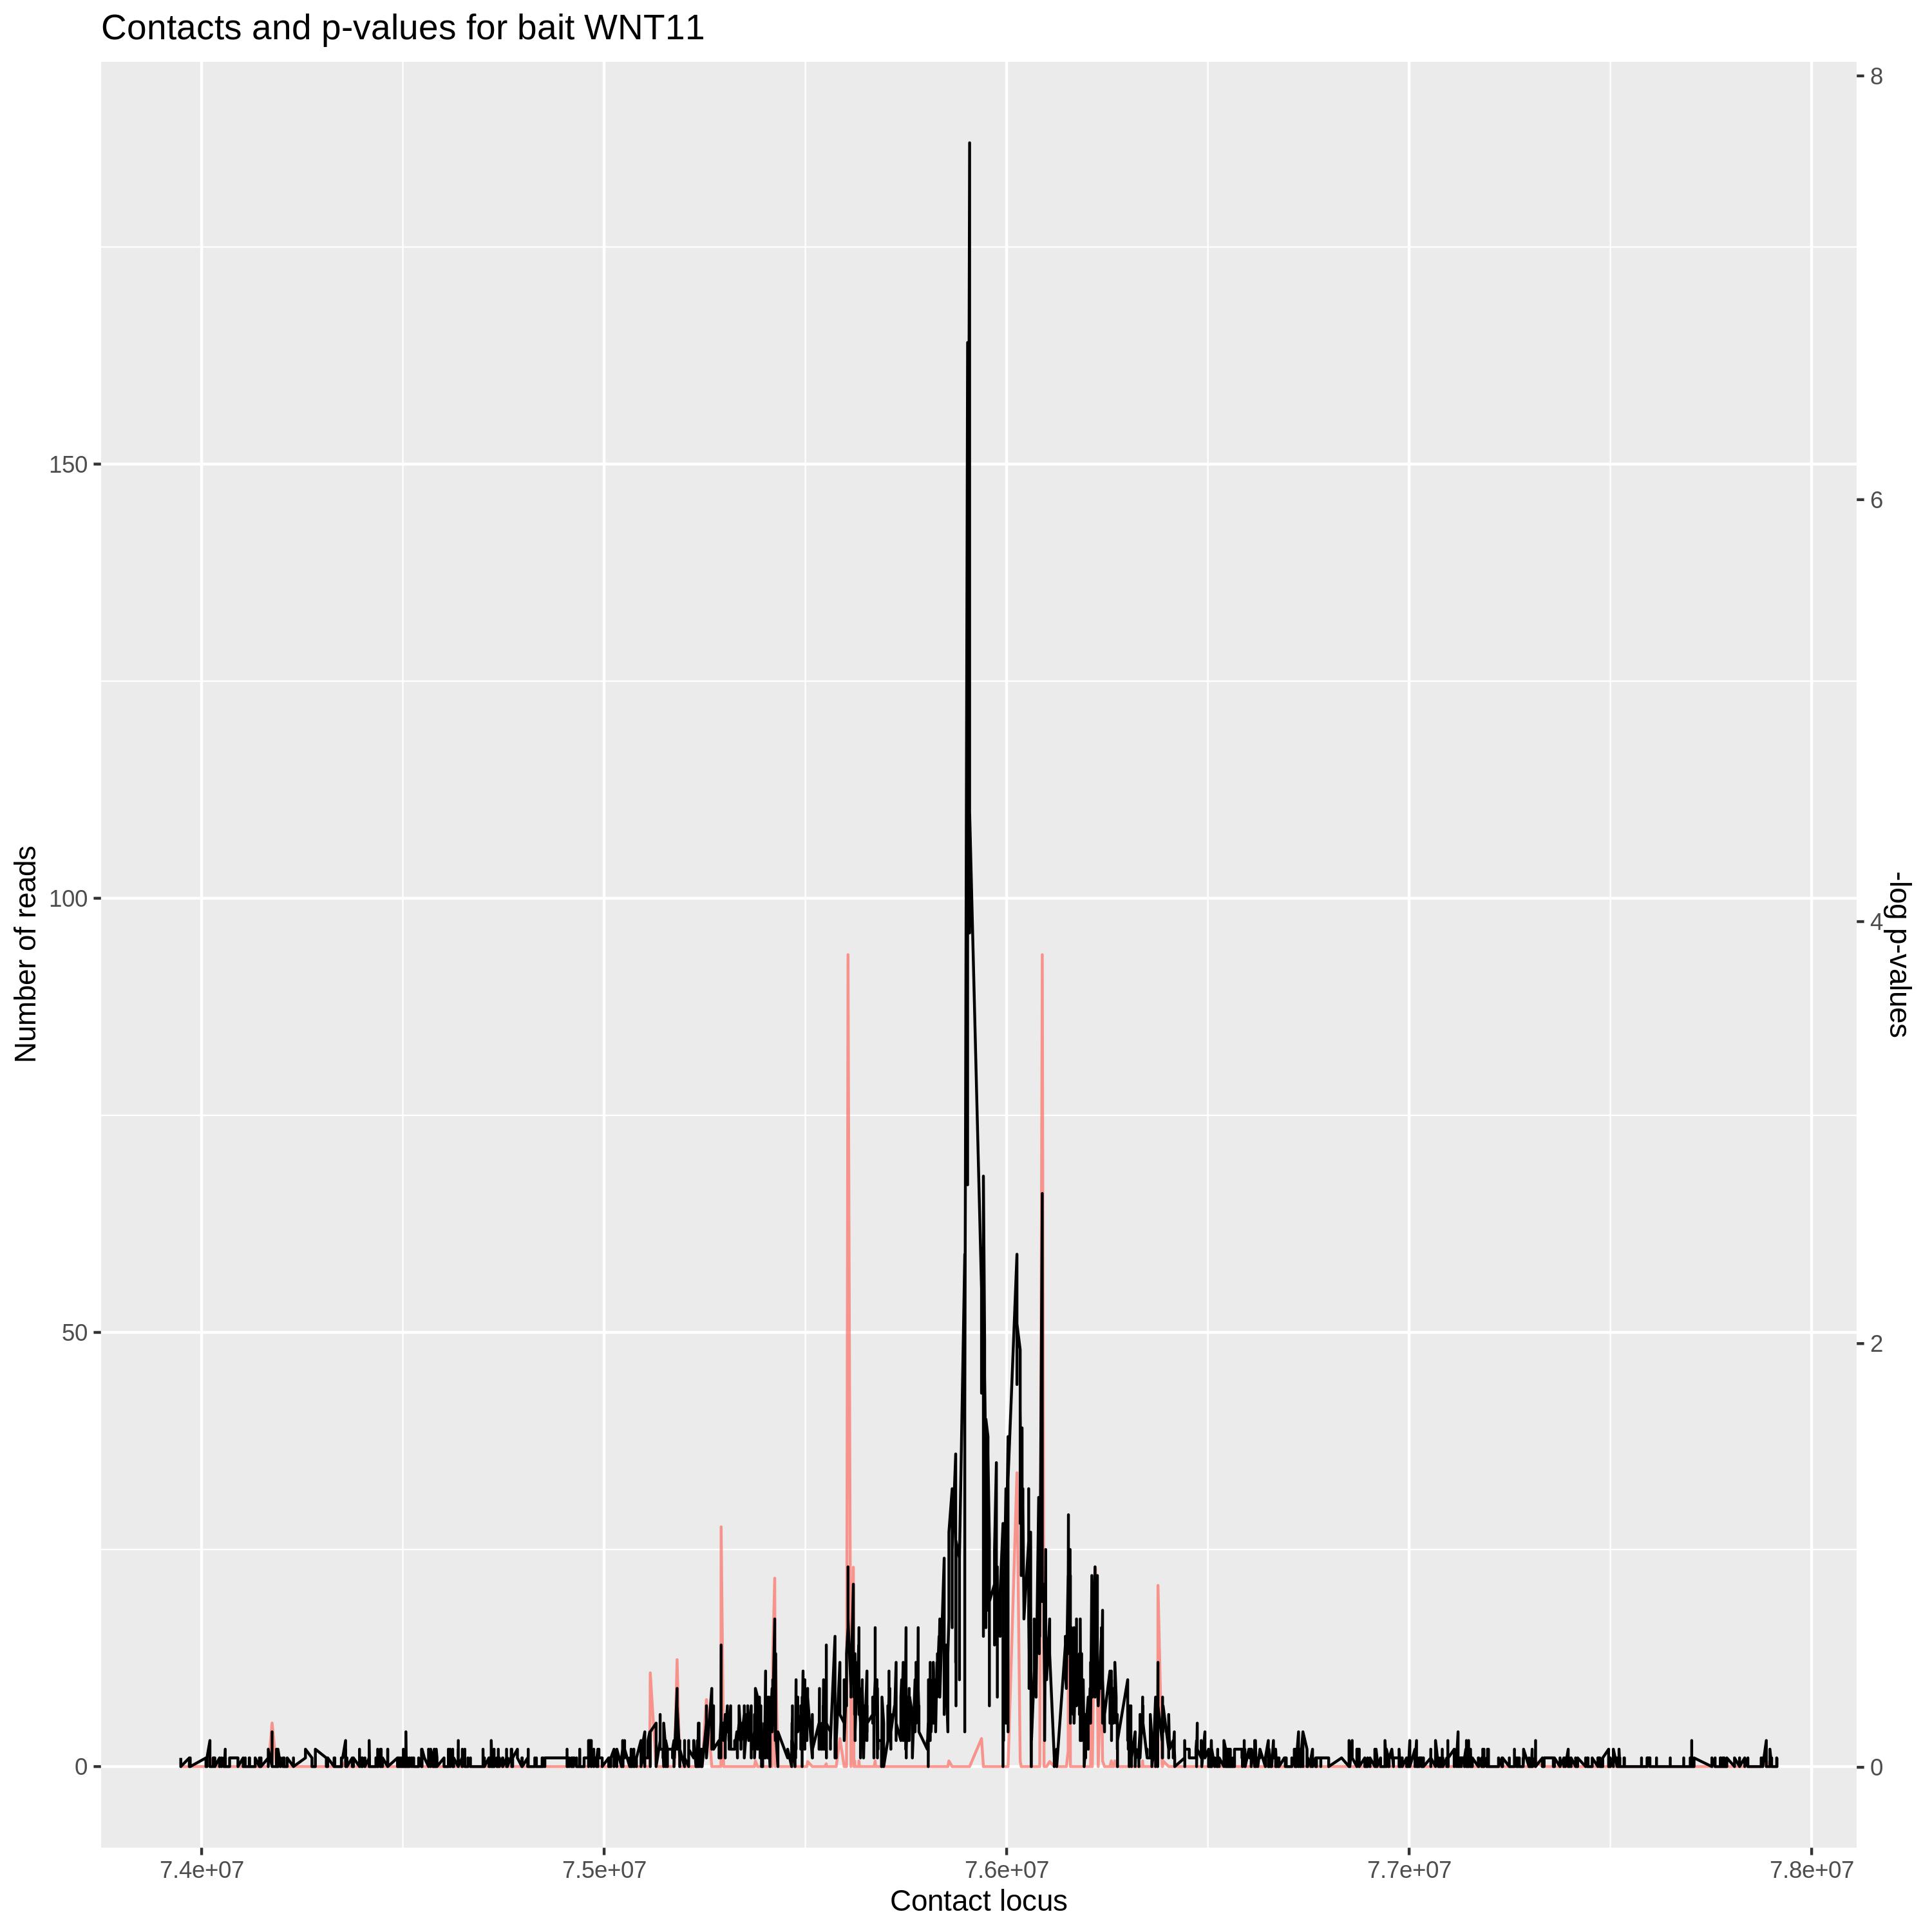 Contacts and p-values for bait WNT11
8
150
6
100
4
50
2
0
0
Number of reads
-log p-values
7.4e+07
7.5e+07
7.6e+07
7.7e+07
7.8e+07
Contact locus